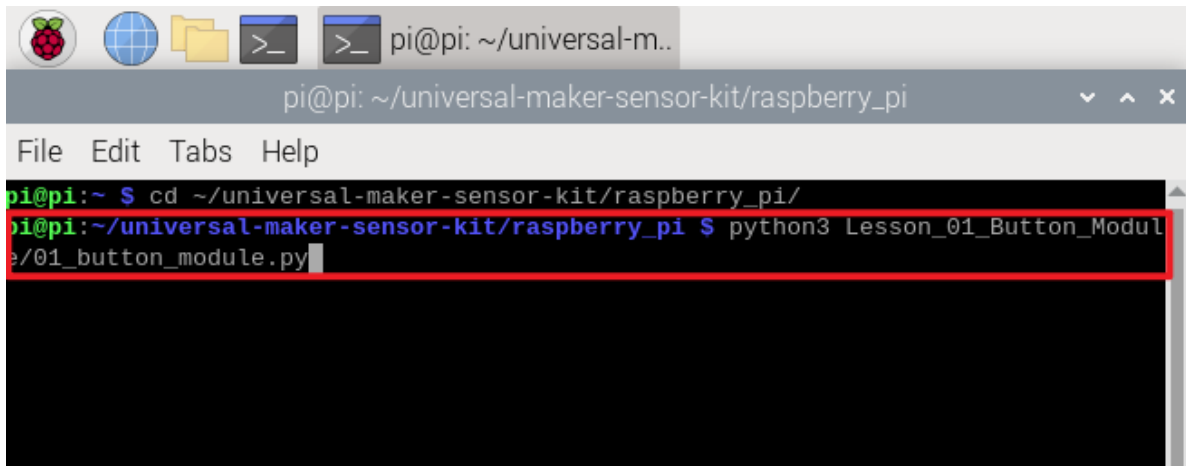 >_
>_ pi@pi: ~/universal-m..
pi@pi: ~/universal-maker-sensor-kit/raspberry_pi
File Edit Tabs Help
pi@pi:~ $ cd ~/universal-maker-sensor-kit/raspberry_pi/
pi@pi:~/universal-maker-sensor-kit/raspberry_pi $ python3 Lesson_01_Button_Modul
e/01_button_module.py